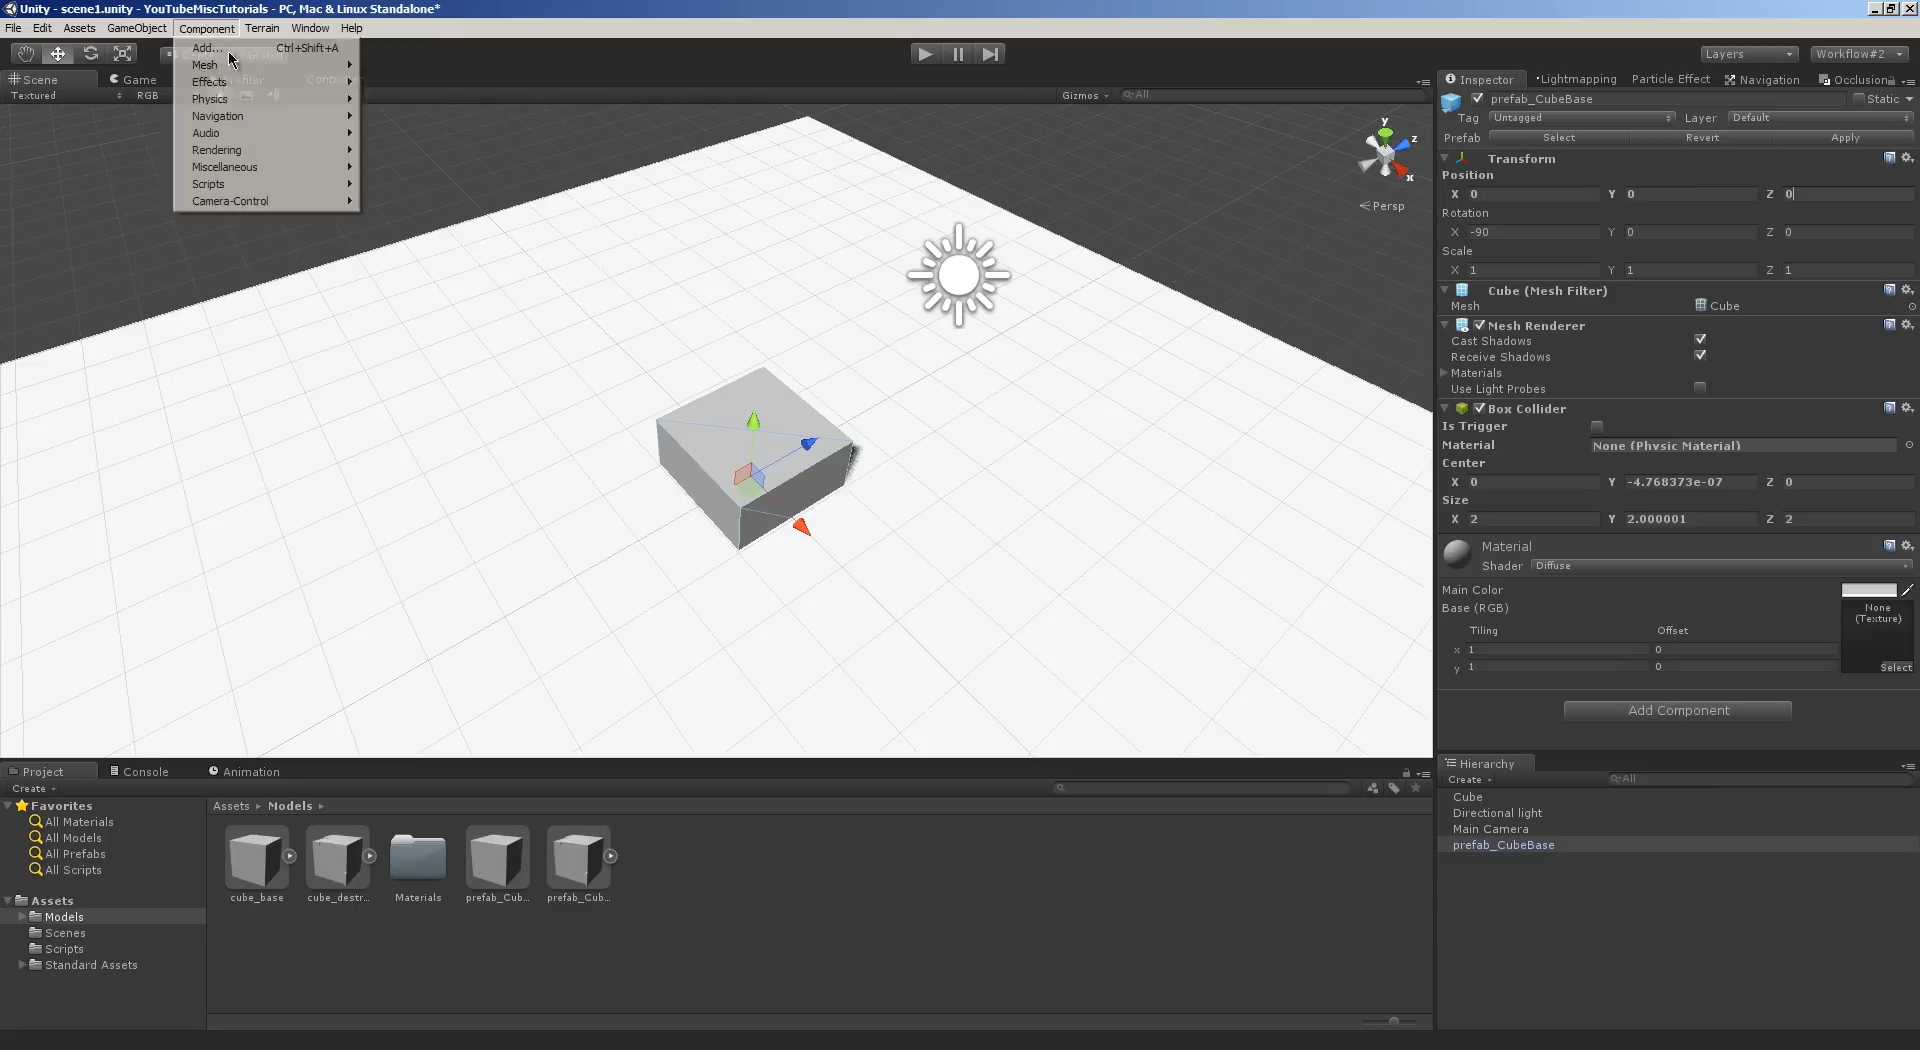 Unity - scene1.unity - YouTubeMiscTutorials - PC, Mac & Linux Standalone*
File Edit Assets GameObject Component Terrain Window Help
Add... Ctrl+Shift+A
Mesh
Effects
Physics
Navigation
Audio
Rendering
Miscellaneous
Scripts
Camera-Control
Layers Workflow#2
Scene Game
Textured RGB
Gizmos All
y
z
x
Persp
Inspector Lightmapping Particle Effect Navigation Occlusion
prefab_CubeBase Static
Tag Untagged Layer Default
Prefab Select Revert Apply
Transform
Position
X 0 Y 0 Z 0
Rotation
X -90 Y 0 Z 0
Scale
X 1 Y 1 Z 1
Cube (Mesh Filter)
Mesh Cube
Mesh Renderer
Cast Shadows
Receive Shadows
Materials
Use Light Probes
Box Collider
Is Trigger
Material None (Physic Material)
Center
X 0 Y -4.768373e-07 Z 0
Size
X 2 Y 2.000001 Z 2
Material
Shader Diffuse
Main Color
Base (RGB)
None
(Texture)
Tiling Offset
x 1 0
y 1 0
Select
Add Component
Project Console Animation
Create
Favorites
All Materials
All Models
All Prefabs
All Scripts
Assets
Models
Scenes
Scripts
Standard Assets
Assets Models
cube_base cube_destr... Materials prefab_Cub... prefab_Cub...
Hierarchy
Create All
Cube
Directional light
Main Camera
prefab_CubeBase